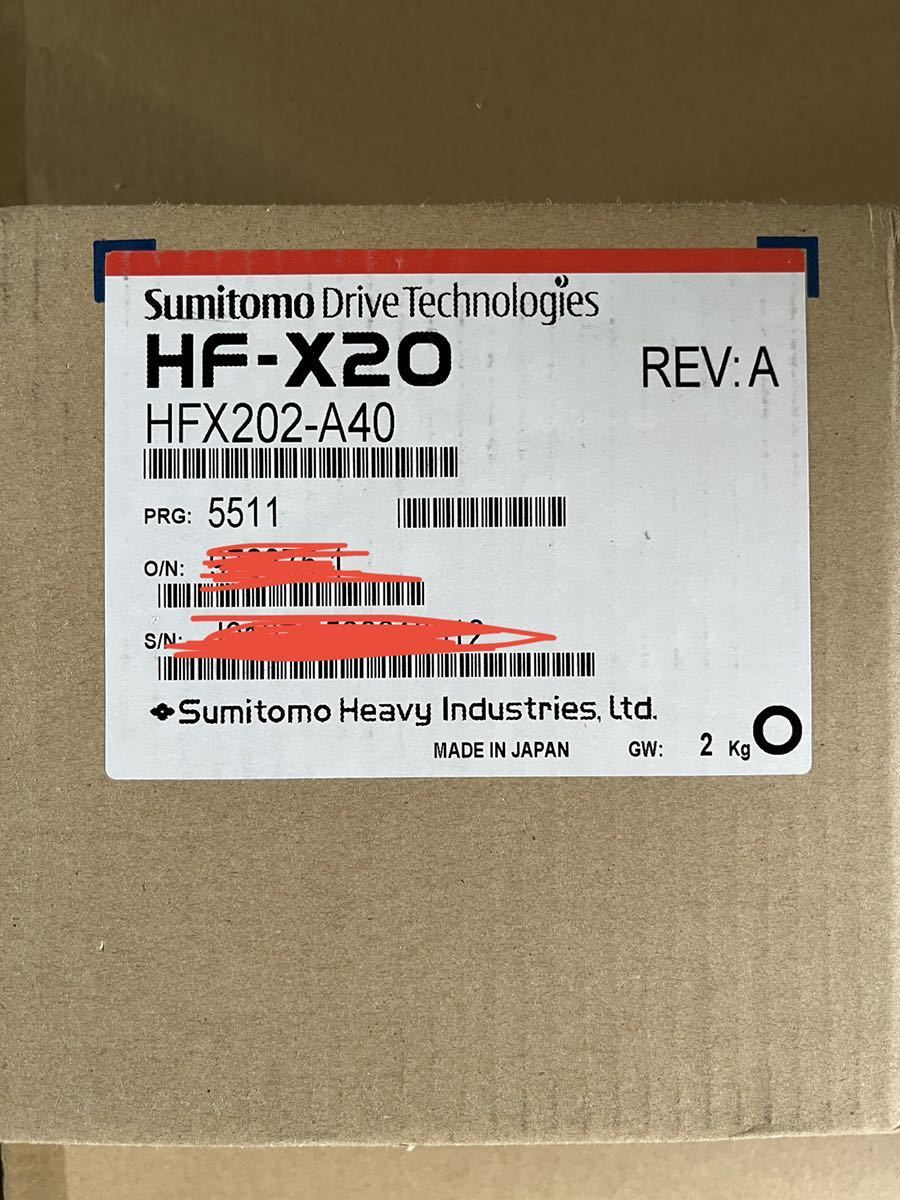 Sumitomo Drive Technologies
HF-X20
REV: A
HFX202-A40
PRG: 5511
O/N:
S/N:
Sumitomo Heavy Industries, Ltd.
MADE IN JAPAN GW: 2 Kg